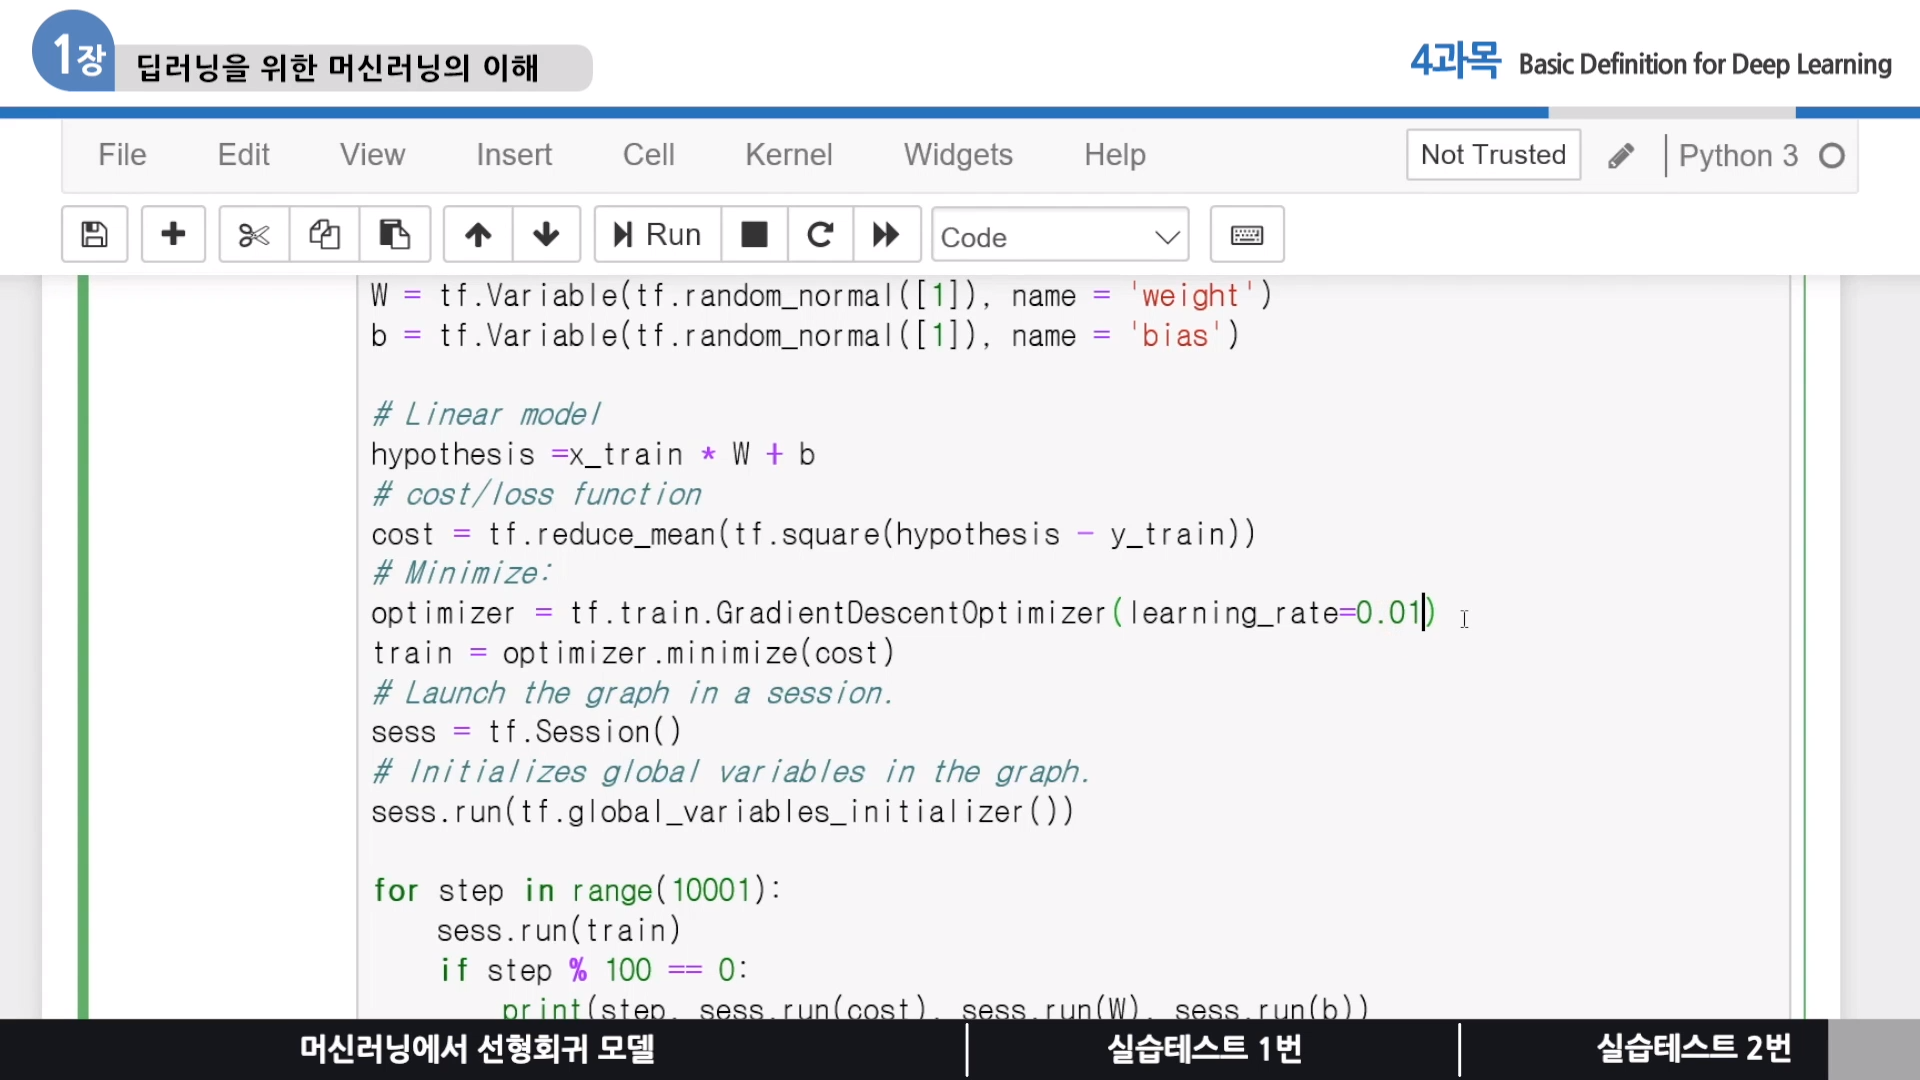 1장 딥러닝을 위한 머신러닝의 이해
4과목 Basic Definition for Deep Learning
File Edit View Insert Cell Kernel Widgets Help Not Trusted Python 3
Run Code
W = tf.Variable(tf.random_normal([1]), name = 'weight')
b = tf.Variable(tf.random_normal([1]), name = 'bias')
# Linear model
hypothesis =x_train * W + b
# cost/loss function
cost = tf.reduce_mean(tf.square(hypothesis - y_train))
# Minimize:
optimizer = tf.train.GradientDescentOptimizer(learning_rate=0.01)
train = optimizer.minimize(cost)
# Launch the graph in a session.
sess = tf.Session()
# Initializes global variables in the graph.
sess.run(tf.global_variables_initializer())
for step in range(10001):
    sess.run(train)
    if step % 100 == 0:
        print(step, sess.run(cost), sess.run(W), sess.run(b))
머신러닝에서 선형회귀 모델 실습테스트 1번 실습테스트 2번